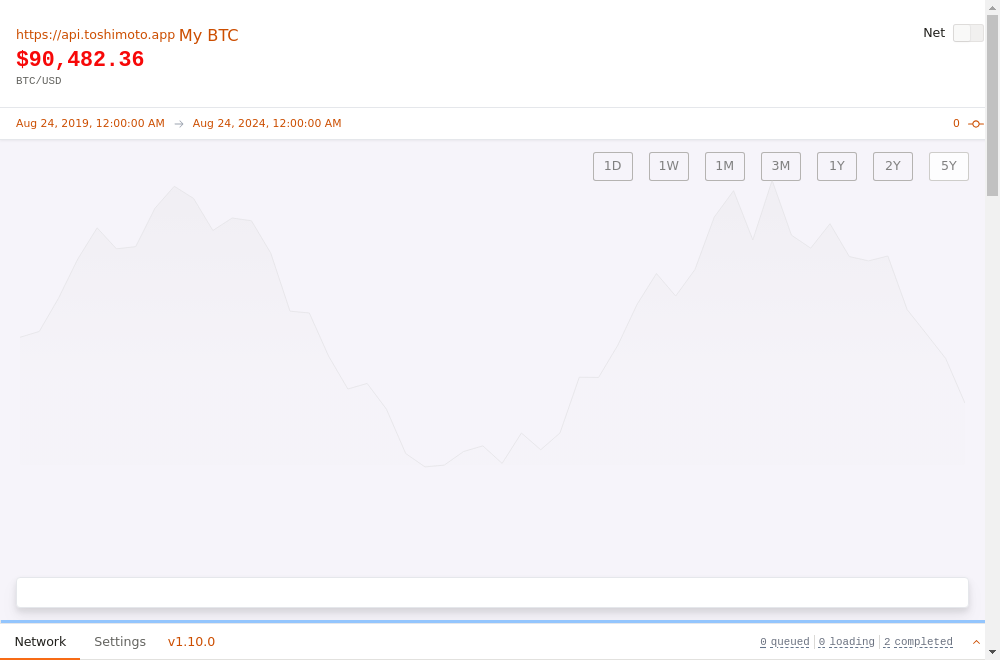 https://api.toshimoto.app My BTC
Net
$90,482.36
BTC/USD
Aug 24, 2019, 12:00:00 AM → Aug 24, 2024, 12:00:00 AM
0
1D 1W 1M 3M 1Y 2Y 5Y
Network Settings v1.10.0
0 queued 0 loading 2 completed